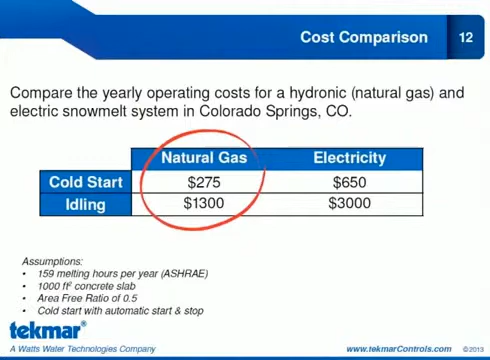 Cost Comparison 12
Compare the yearly operating costs for a hydronic (natural gas) and
electric snowmelt system in Colorado Springs, CO.
Natural Gas Electricity
Cold Start $275 $650
Idling $1300 $3000
Assumptions:
• 159 melting hours per year (ASHRAE)
• 1000 ft² concrete slab
• Area Free Ratio of 0.5
• Cold start with automatic start & stop
tekmar®
A Watts Water Technologies Company www.tekmarControls.com ©2013